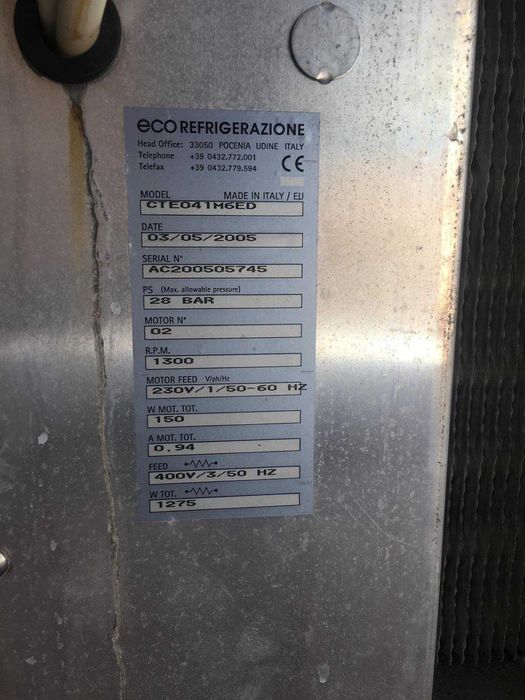 eco REFRIGERAZIONE
Head Office: 33050 POCENIA UDINE ITALY
Telephone +39 0432.772.001
Telefax +39 0432.779.594
CE
MODEL MADE IN ITALY / EU
CTE041M6ED
DATE
03/05/2005
SERIAL N°
AC200505745
PS (Max. allowable pressure)
28 BAR
MOTOR N°
02
R.P.M.
1300
MOTOR FEED V/ph/Hz
230V/1/50-60 HZ
W MOT. TOT.
150
A MOT. TOT.
0.94
FEED
400V/3/50 HZ
W TOT.
1275